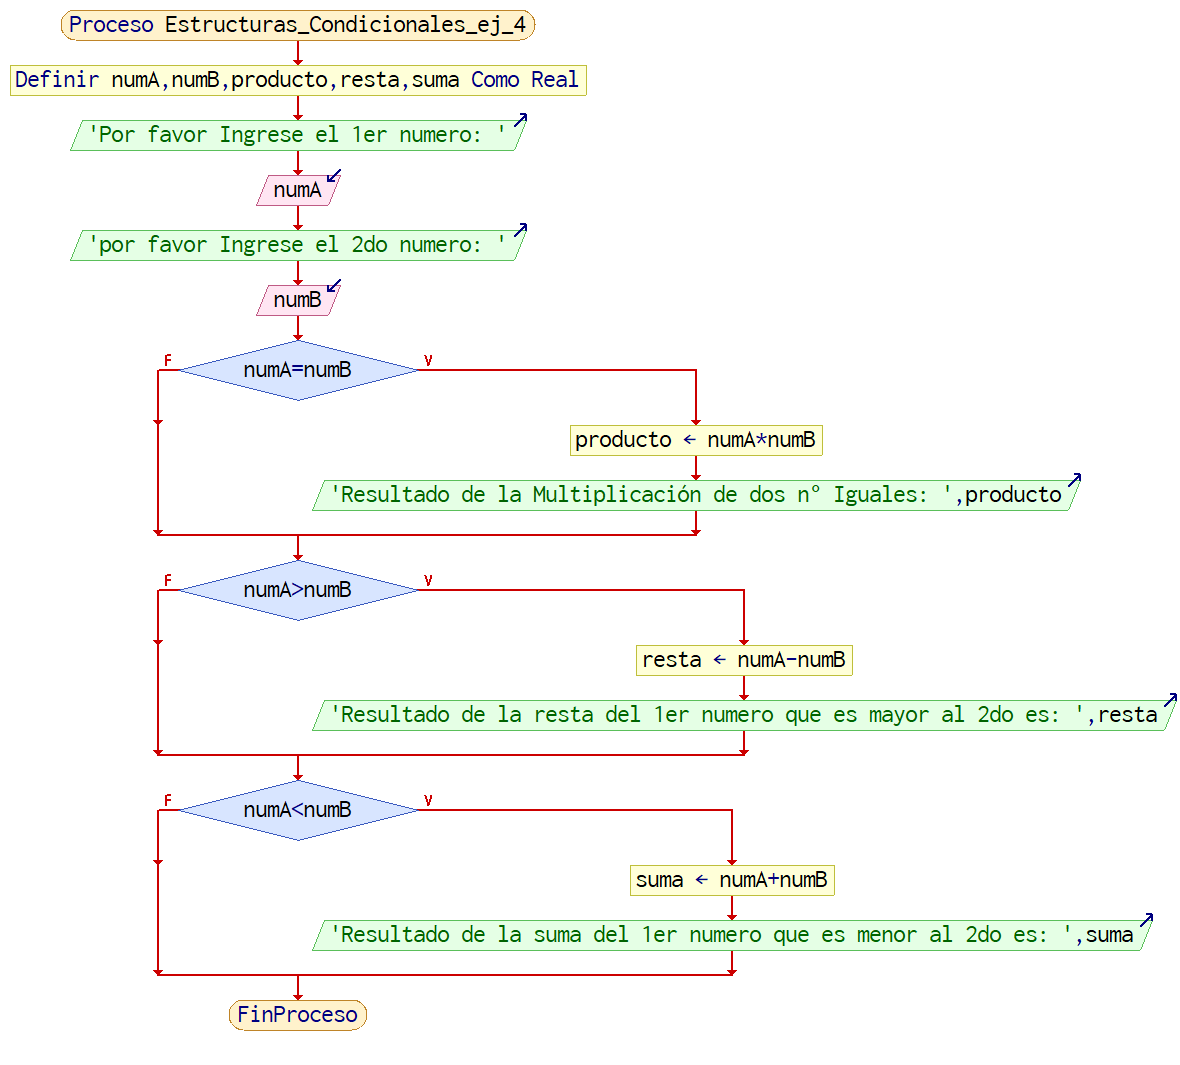 Proceso Estructuras_Condicionales_ej_4
Definir numA,numB,producto,resta,suma Como Real
'Por favor Ingrese el 1er numero: '
numA
'por favor Ingrese el 2do numero: '
numB
F
V
numA=numB
producto ← numA*numB
'Resultado de la Multiplicación de dos n° Iguales: ',producto
F
V
numA>numB
resta ← numA-numB
'Resultado de la resta del 1er numero que es mayor al 2do es: ',resta
F
V
numA<numB
suma ← numA+numB
'Resultado de la suma del 1er numero que es menor al 2do es: ',suma
FinProceso